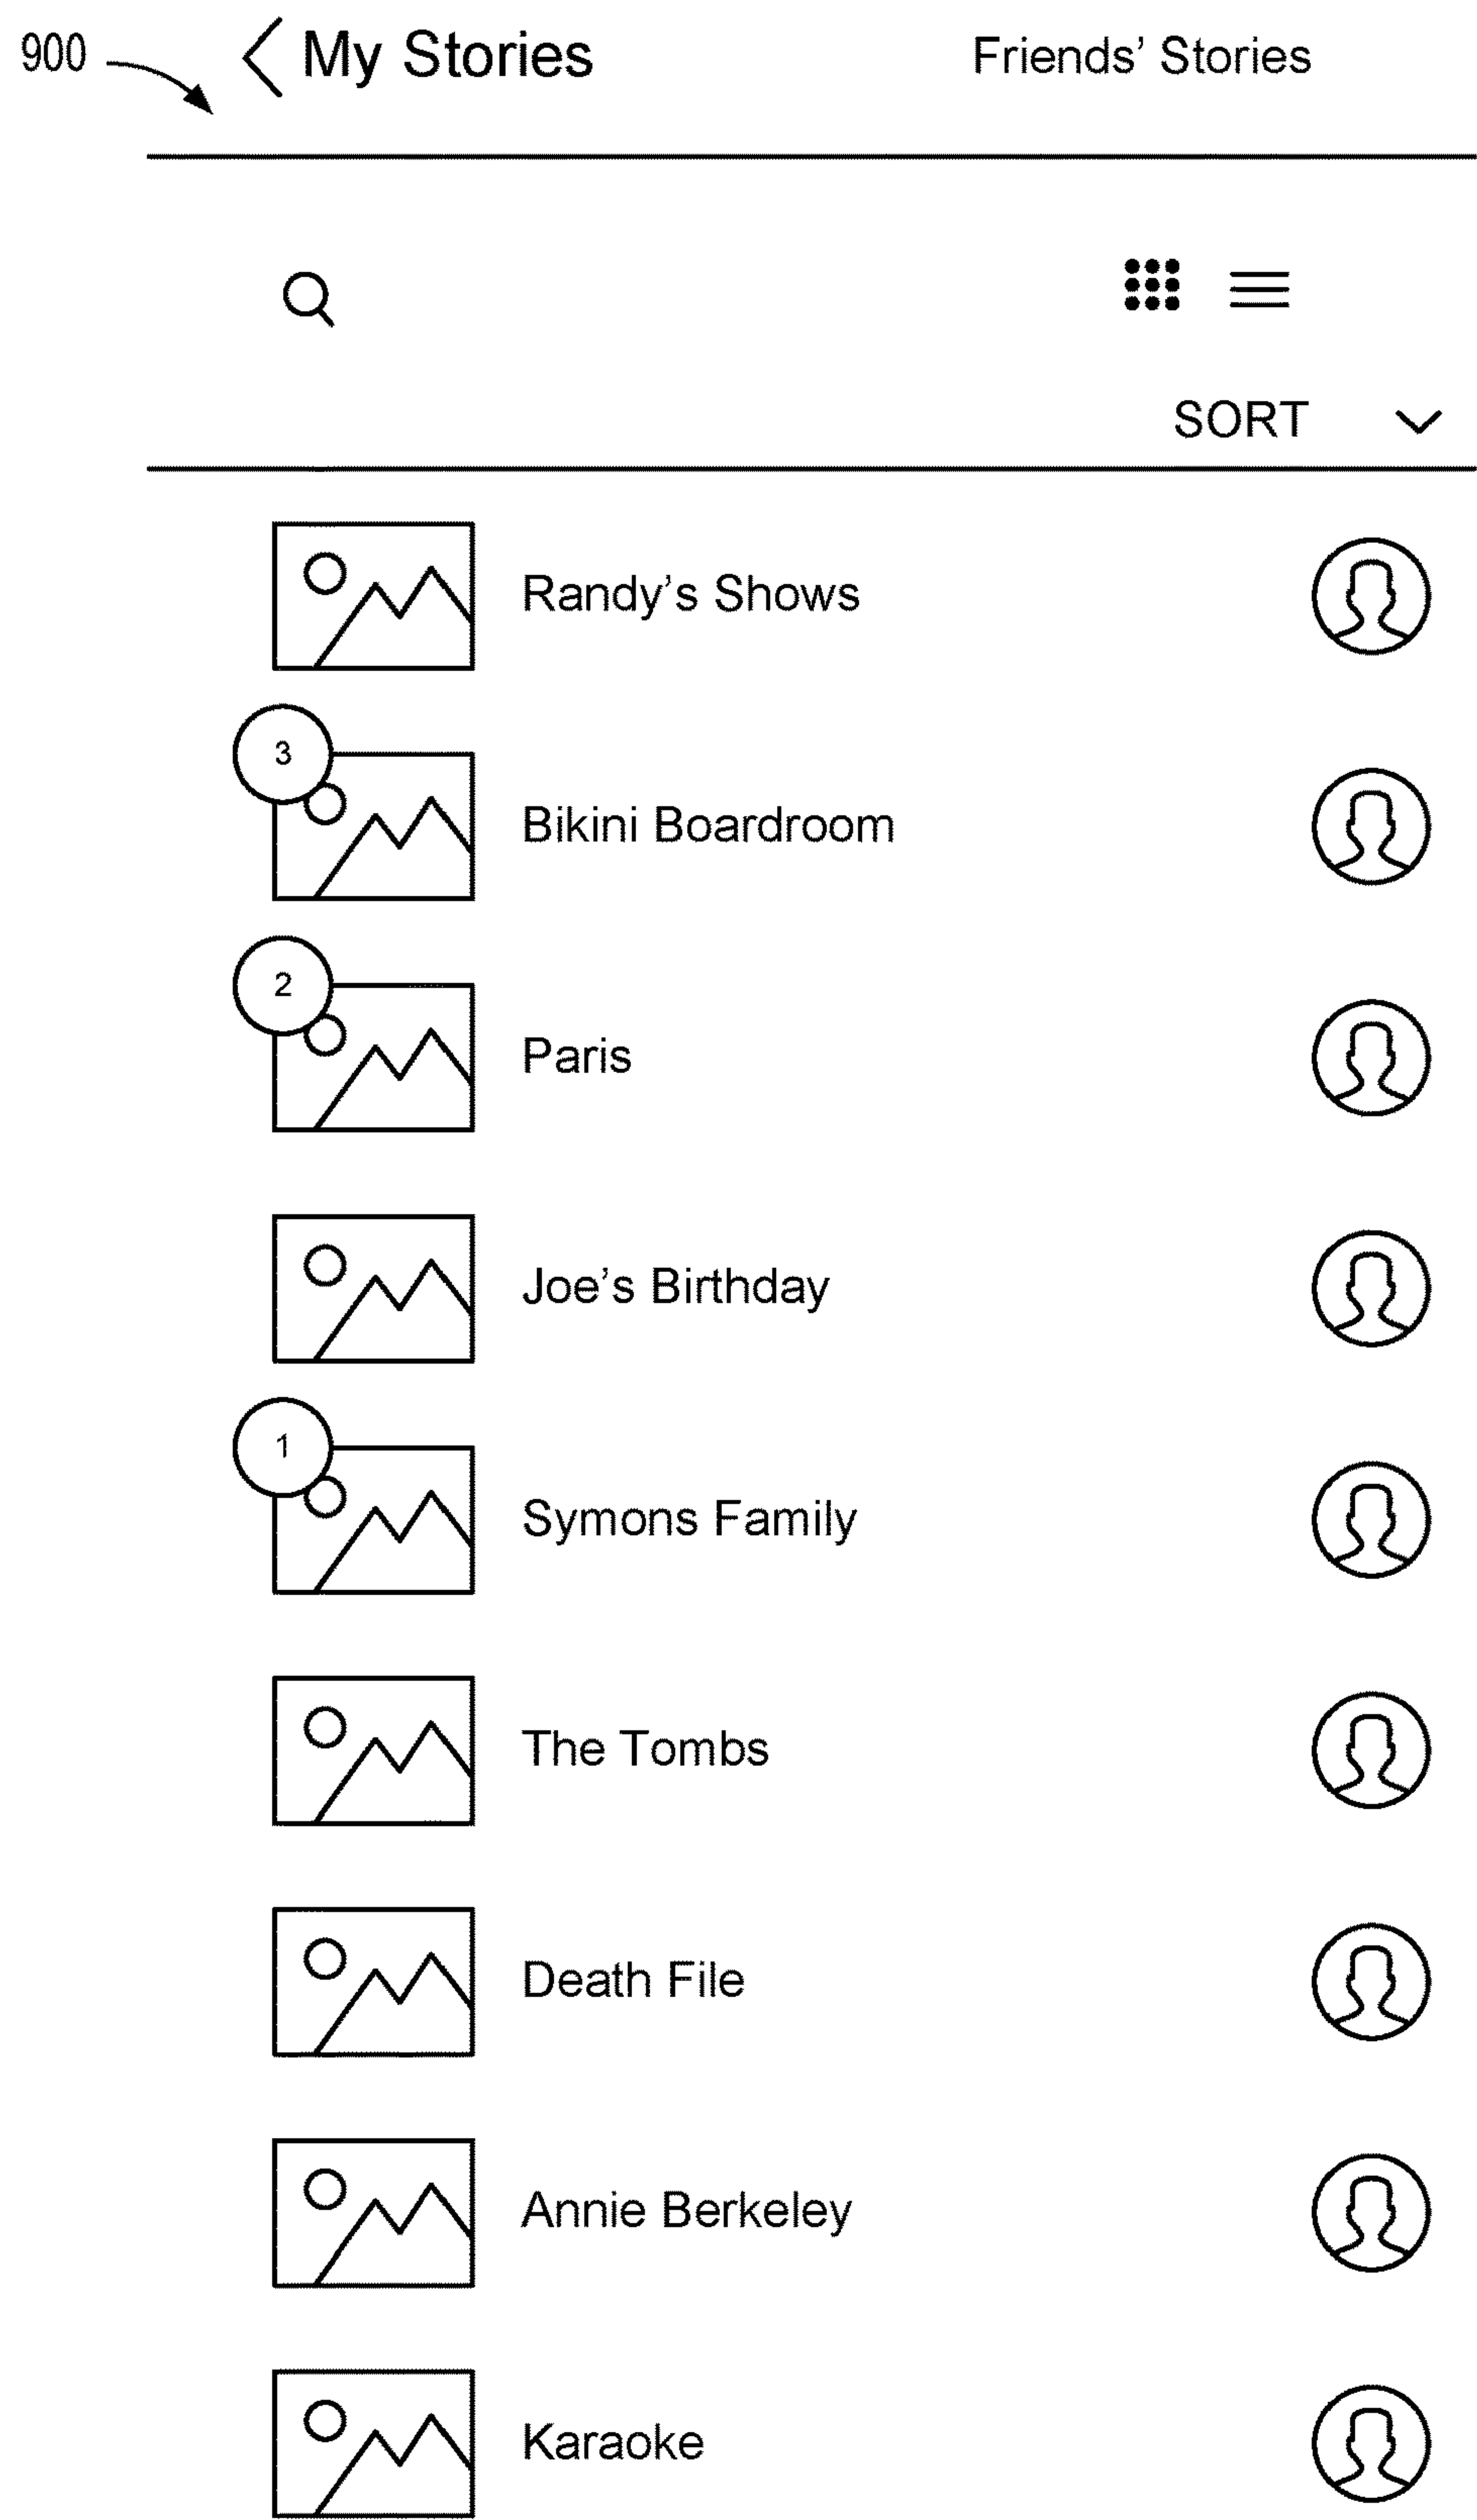 900
My Stories Friends' Stories
SORT
Randy's Shows
3
Bikini Boardroom
2
Paris
Joe's Birthday
1
Symons Family
The Tombs
Death File
Annie Berkeley
Karaoke